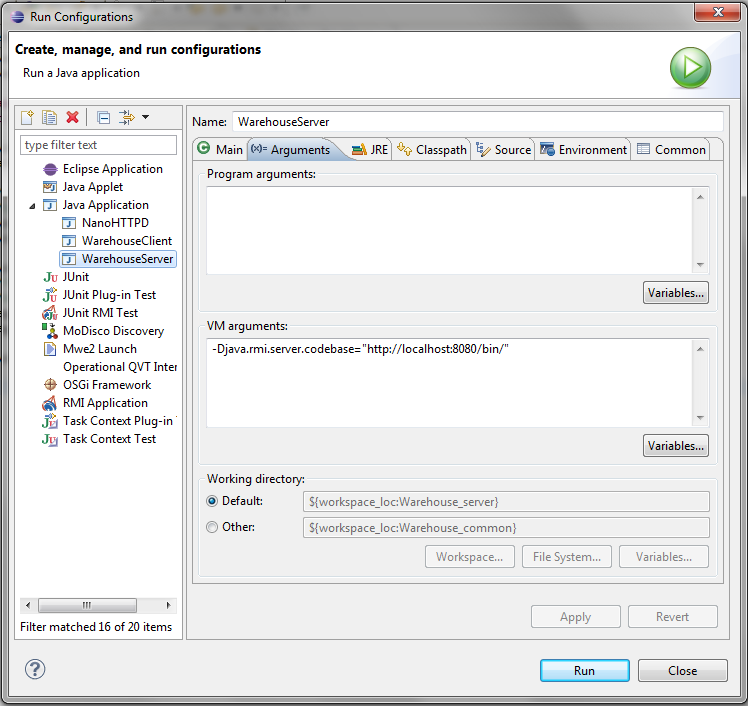 Run Configurations
Create, manage, and run configurations
Run a Java application
type filter text
Eclipse Application
Java Applet
Java Application
NanoHTTPD
WarehouseClient
WarehouseServer
JUnit
JUnit Plug-in Test
JUnit RMI Test
MoDisco Discovery
Mwe2 Launch
Operational QVT Inter
OSGi Framework
RMI Application
Task Context Plug-in
Task Context Test
Filter matched 16 of 20 items
Name: WarehouseServer
Main (x)= Arguments JRE Classpath Source Environment Common
Program arguments:
Variables...
VM arguments:
-Djava.rmi.server.codebase="http://localhost:8080/bin/"
Variables...
Working directory:
Default: ${workspace_loc:Warehouse_server}
Other: ${workspace_loc:Warehouse_common}
Workspace... File System... Variables...
Apply Revert
Run Close